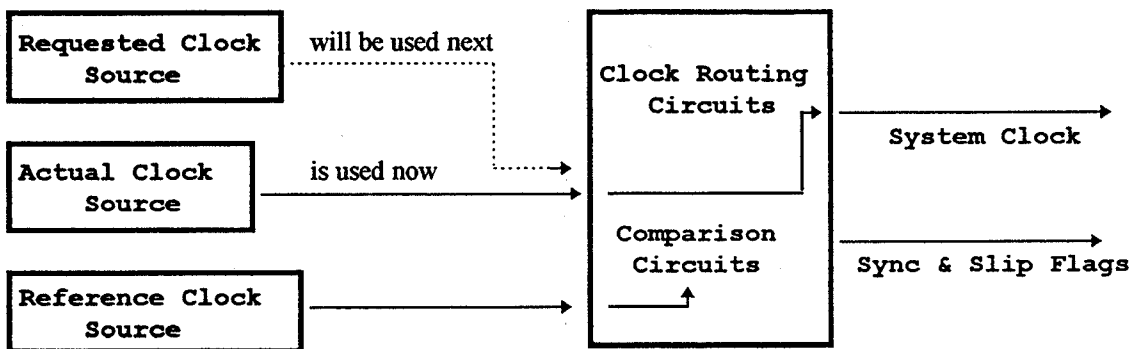 Requested Clock
Source
will be used next
Clock Routing
Circuits
System Clock
Actual Clock
Source
is used now
Comparison
Circuits
Sync & Slip Flags
Reference Clock
Source